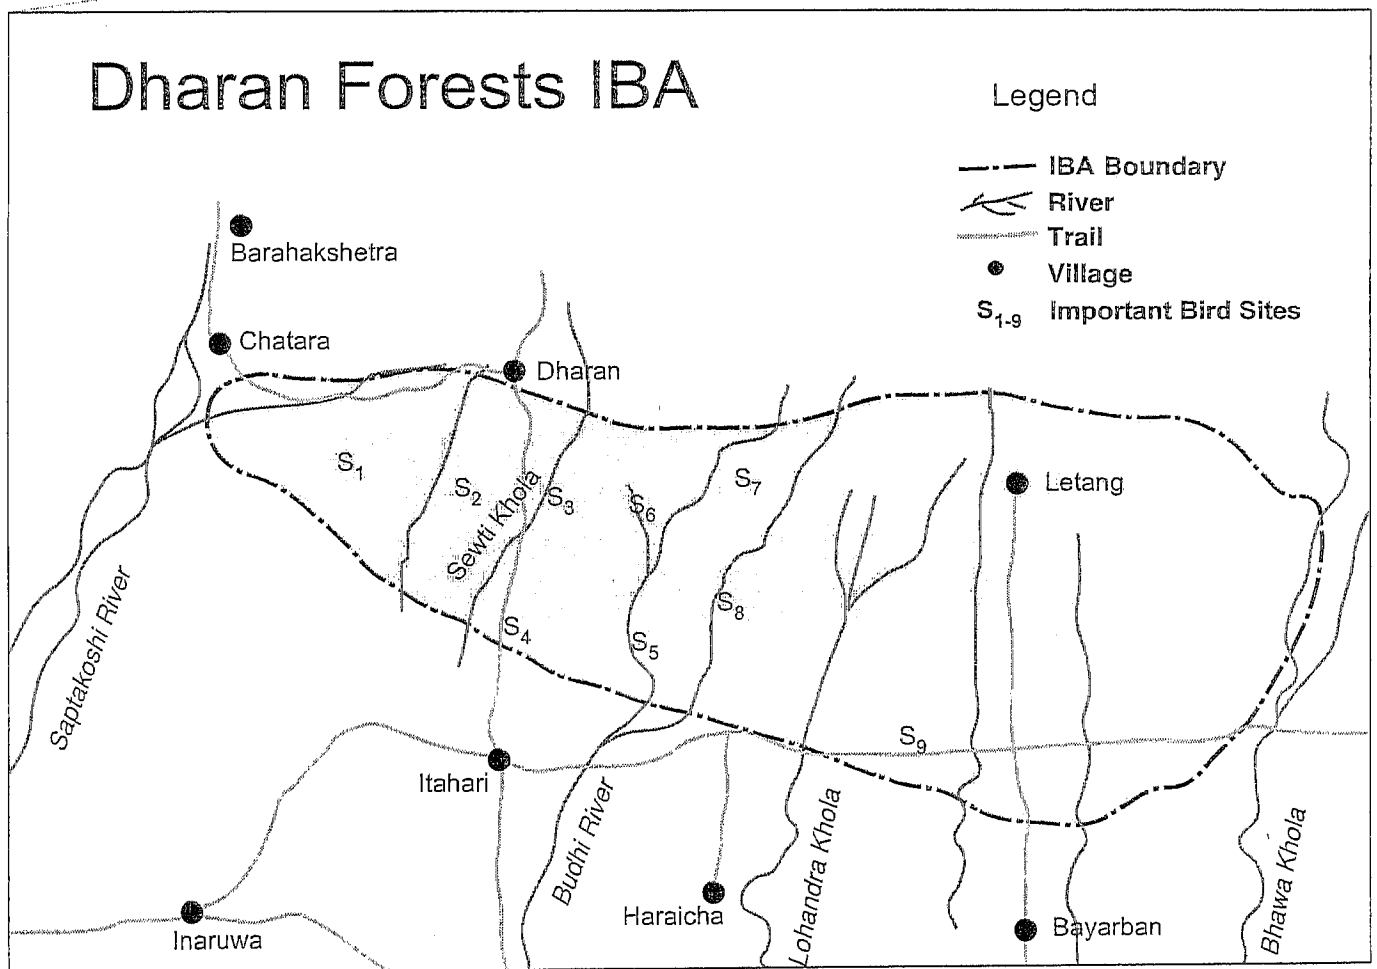 Dharan Forests IBA
Legend
IBA Boundary
River
Trail
Village
S1-9 Important Bird Sites
Barahakshetra
Chatara
Dharan
S1
S2
Sewti Khola
S3
S6
S7
Letang
S8
S4
S5
Saptakoshi River
S9
Itahari
Budhi River
Haraicha
Lohandra Khola
Bhawa Khola
Inaruwa
Bayarban